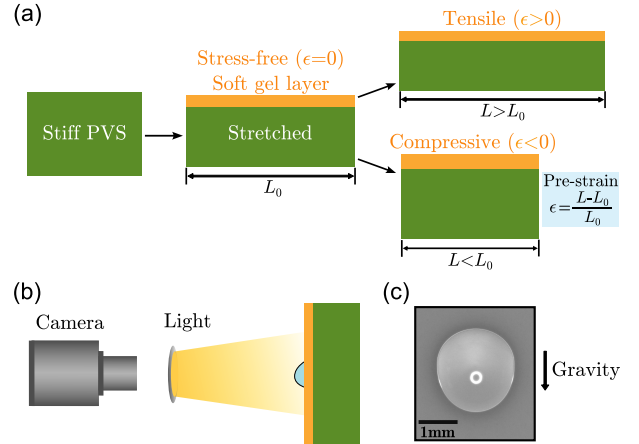 (a)
Stiff PVS
Stress-free (ϵ=0)
Soft gel layer
Stretched
L₀
Tensile (ϵ>0)
L>L₀
Compressive (ϵ<0)
L<L₀
Pre-strain
ϵ=L-L₀/L₀
(b)
Camera
Light
(c)
Gravity
1mm